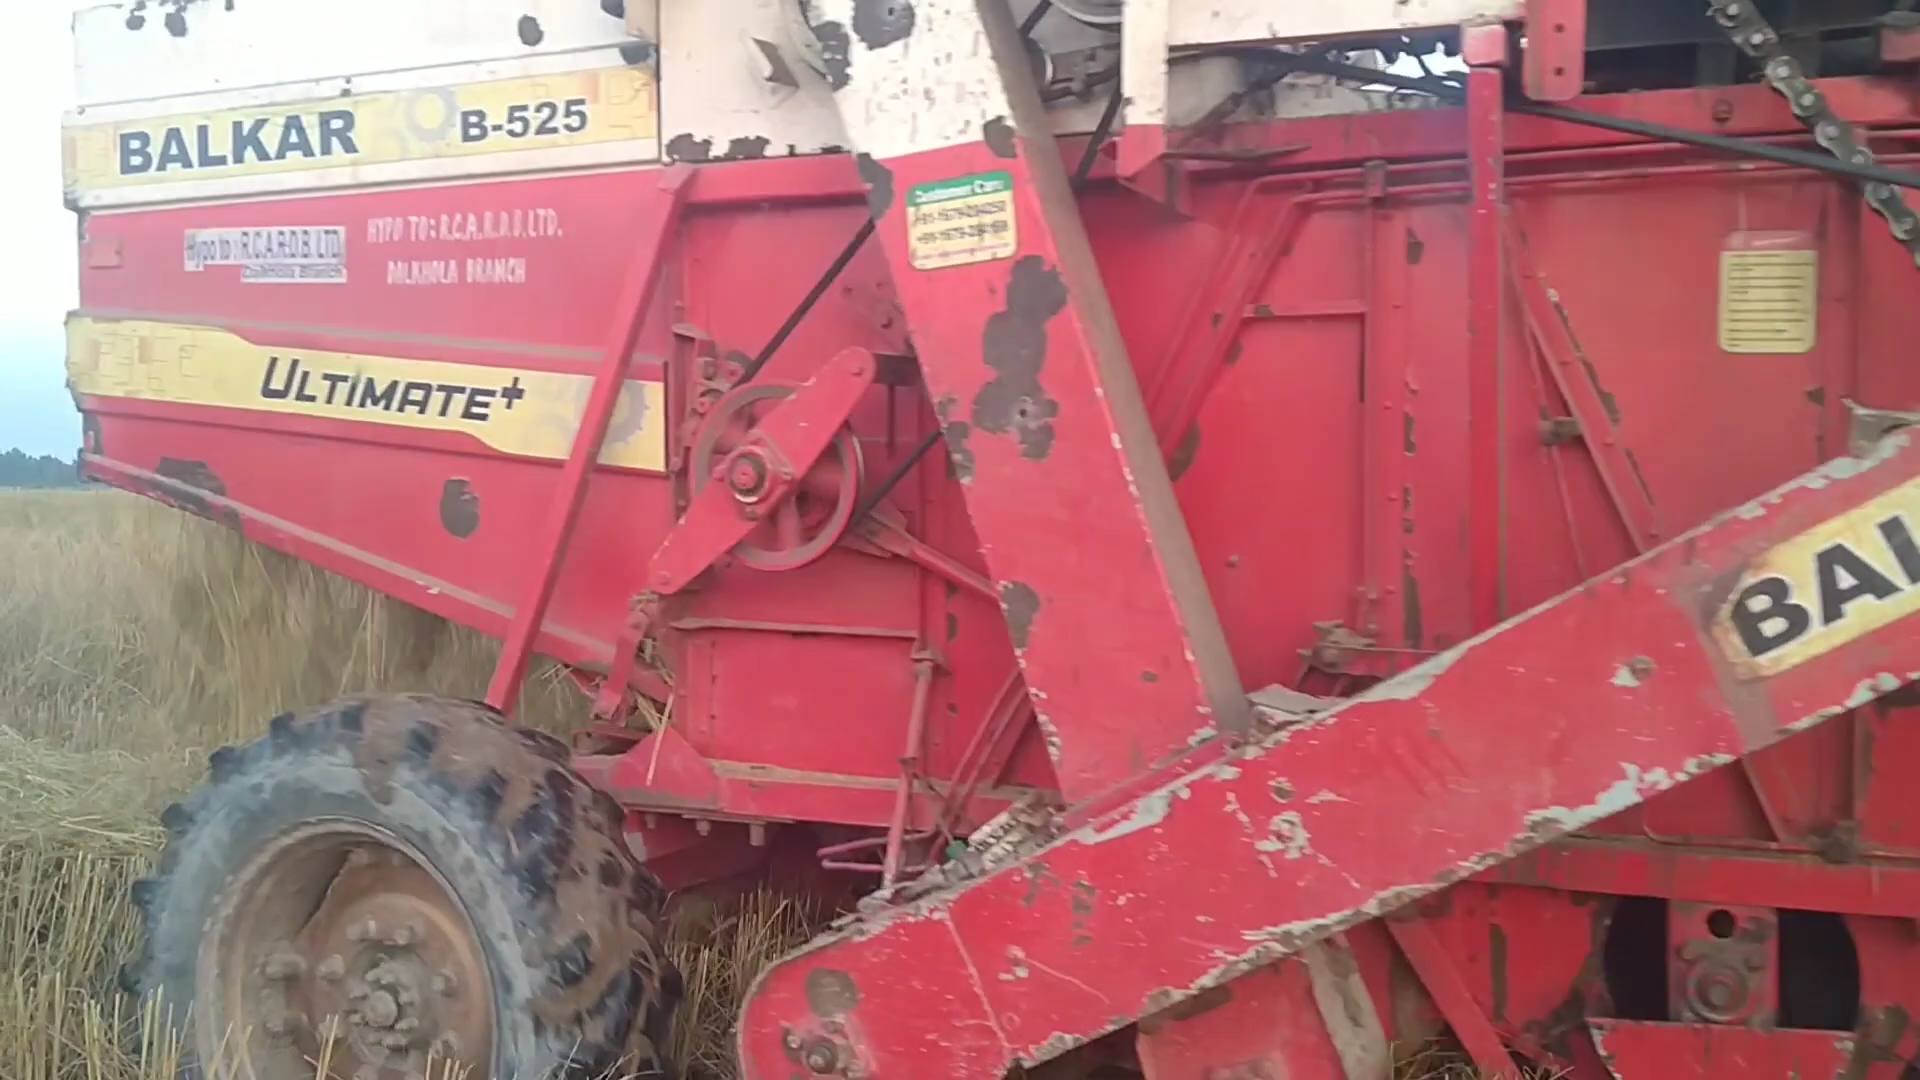 BALKAR B-525
Hypo to : R.C.A.R.D.B. LTD.
HYPO TO: R.C.A.R.D.B.LTD.
DALKHOLA BRANCH
ULTIMATE+
Customer Care
BAL